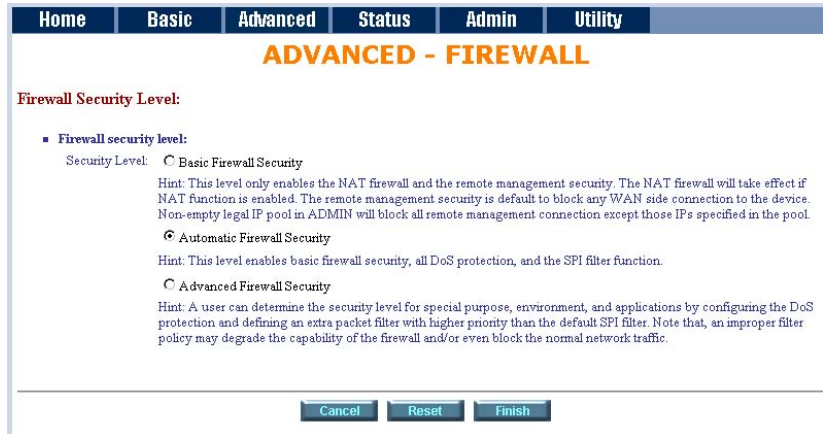 Home Basic Advanced Status Admin Utility
ADVANCED - FIREWALL
Firewall Security Level:
Firewall security level:
Security Level: Basic Firewall Security
Hint: This level only enables the NAT firewall and the remote management security. The NAT firewall will take effect if
NAT function is enabled. The remote management security is default to block any WAN side connection to the device.
Non-empty legal IP pool in ADMIN will block all remote management connection except those IPs specified in the pool.
Automatic Firewall Security
Hint: This level enables basic firewall security, all DoS protection, and the SPI filter function.
Advanced Firewall Security
Hint: A user can determine the security level for special purpose, environment, and applications by configuring the DoS
protection and defining an extra packet filter with higher priority than the default SPI filter. Note that, an improper filter
policy may degrade the capability of the firewall and/or even block the normal network traffic.
Cancel Reset Finish